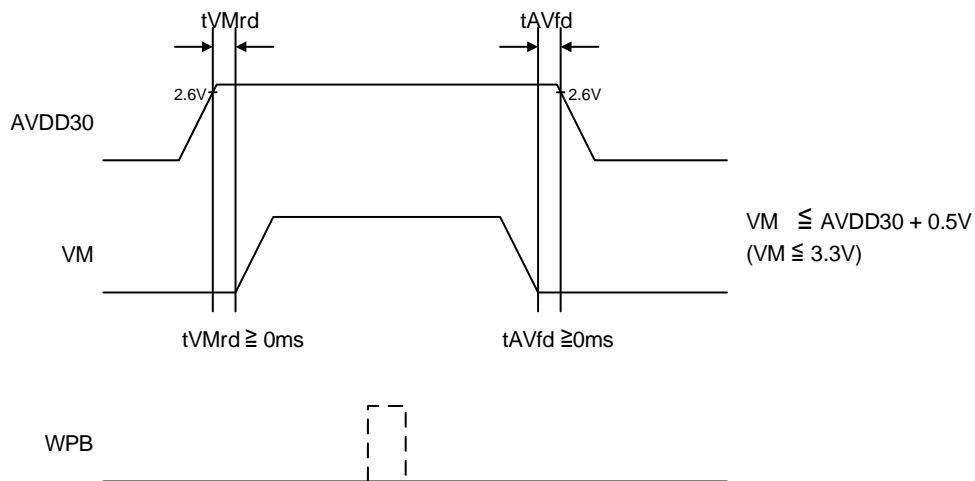 tVMrd tAVfd
2.6V 2.6V
AVDD30
VM ≦ AVDD30 + 0.5V
VM
(VM ≦ 3.3V)
tVMrd ≧ 0ms tAVfd ≧0ms
WPB